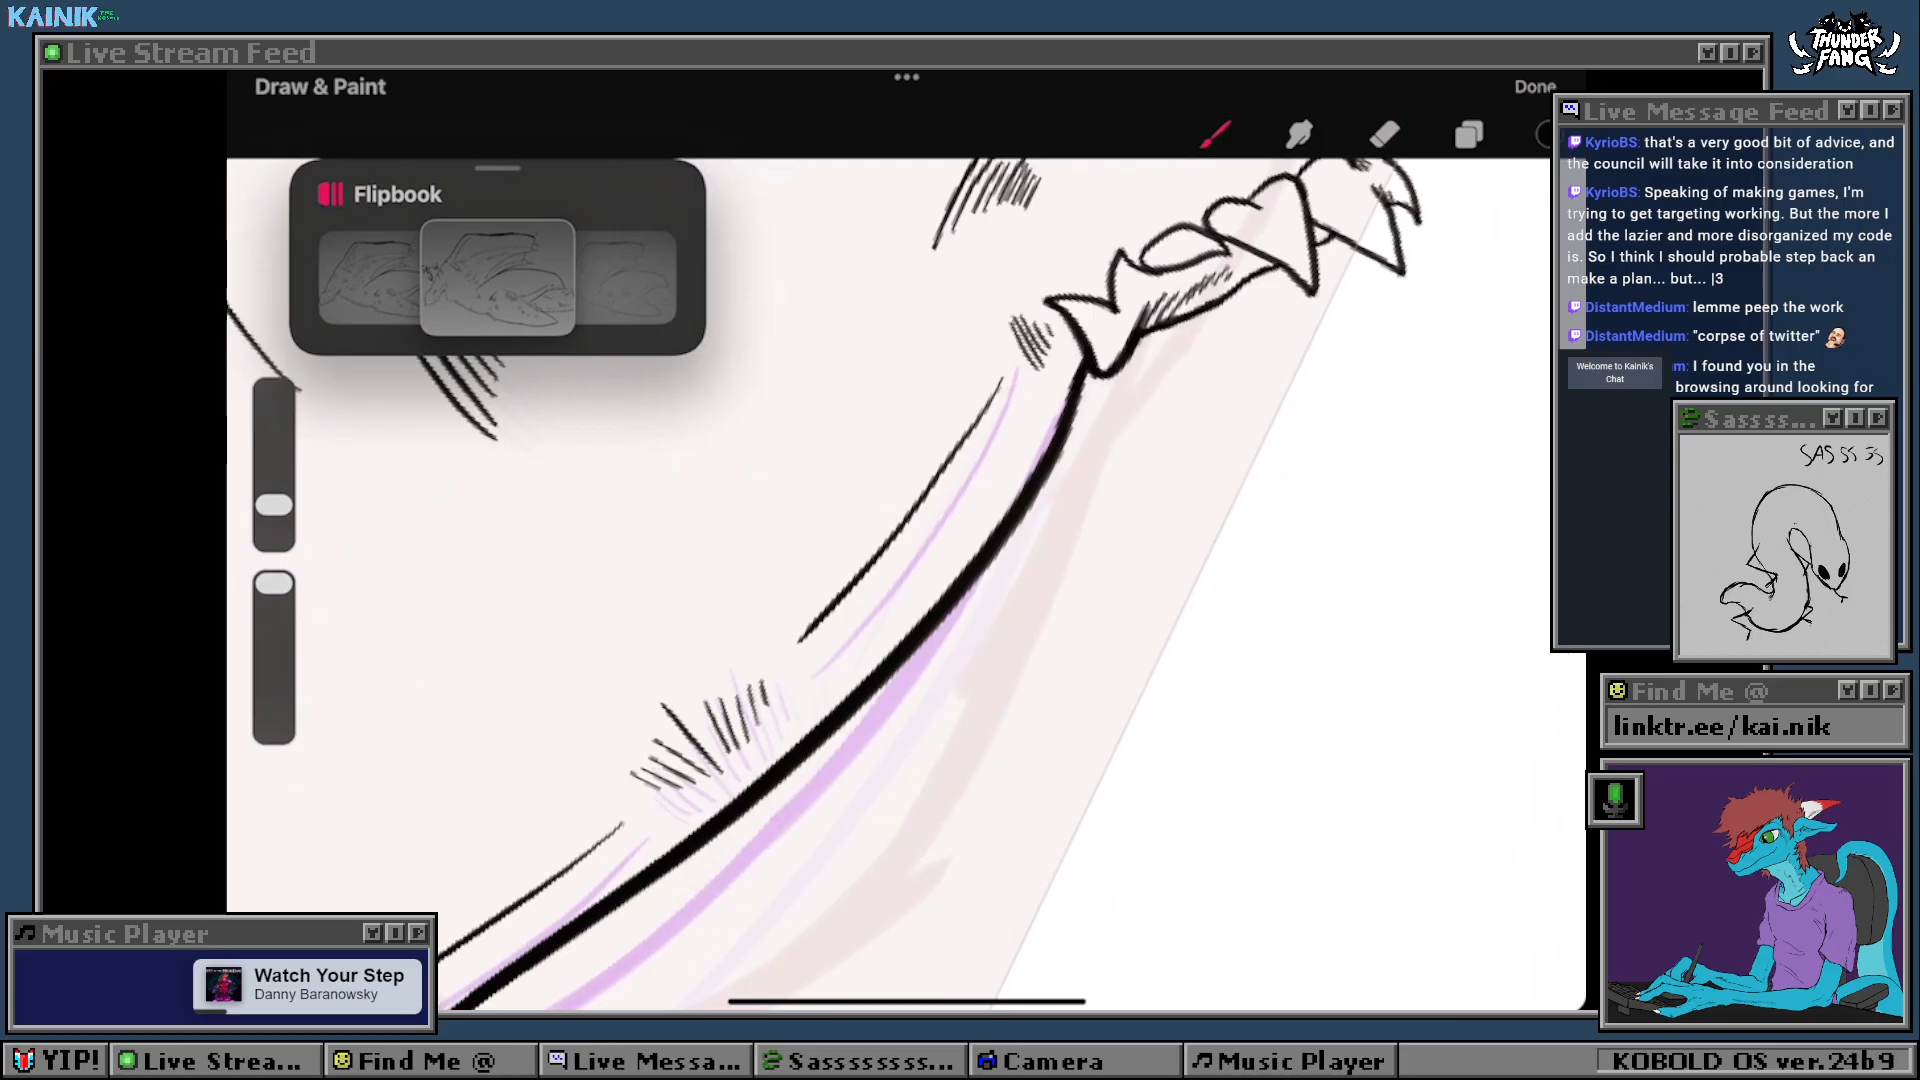 KAINIK
THE KOBOLD
THUNDER
FANG
Live Stream Feed
Draw & Paint
Done
Flipbook
Live Message Feed
KyrioBS: that's a very good bit of advice, and
the council will take it into consideration
KyrioBS: Speaking of making games, I'm
trying to get targeting working. But the more I
add the lazier and more disorganized my code
is. So I think I should probable step back an
make a plan... but... |3
DistantMedium: lemme peep the work
DistantMedium: "corpse of twitter"
m: I found you in the
browsing around looking for
Welcome to Kainik's
Chat
Sassss...
SASSSSS
Find Me @
linktr.ee/kai.nik
Music Player
Watch Your Step
Danny Baranowsky
YIP!
Live Strea...
Find Me @
Live Messa...
Sasssssss...
Camera
Music Player
KOBOLD OS ver.24b9